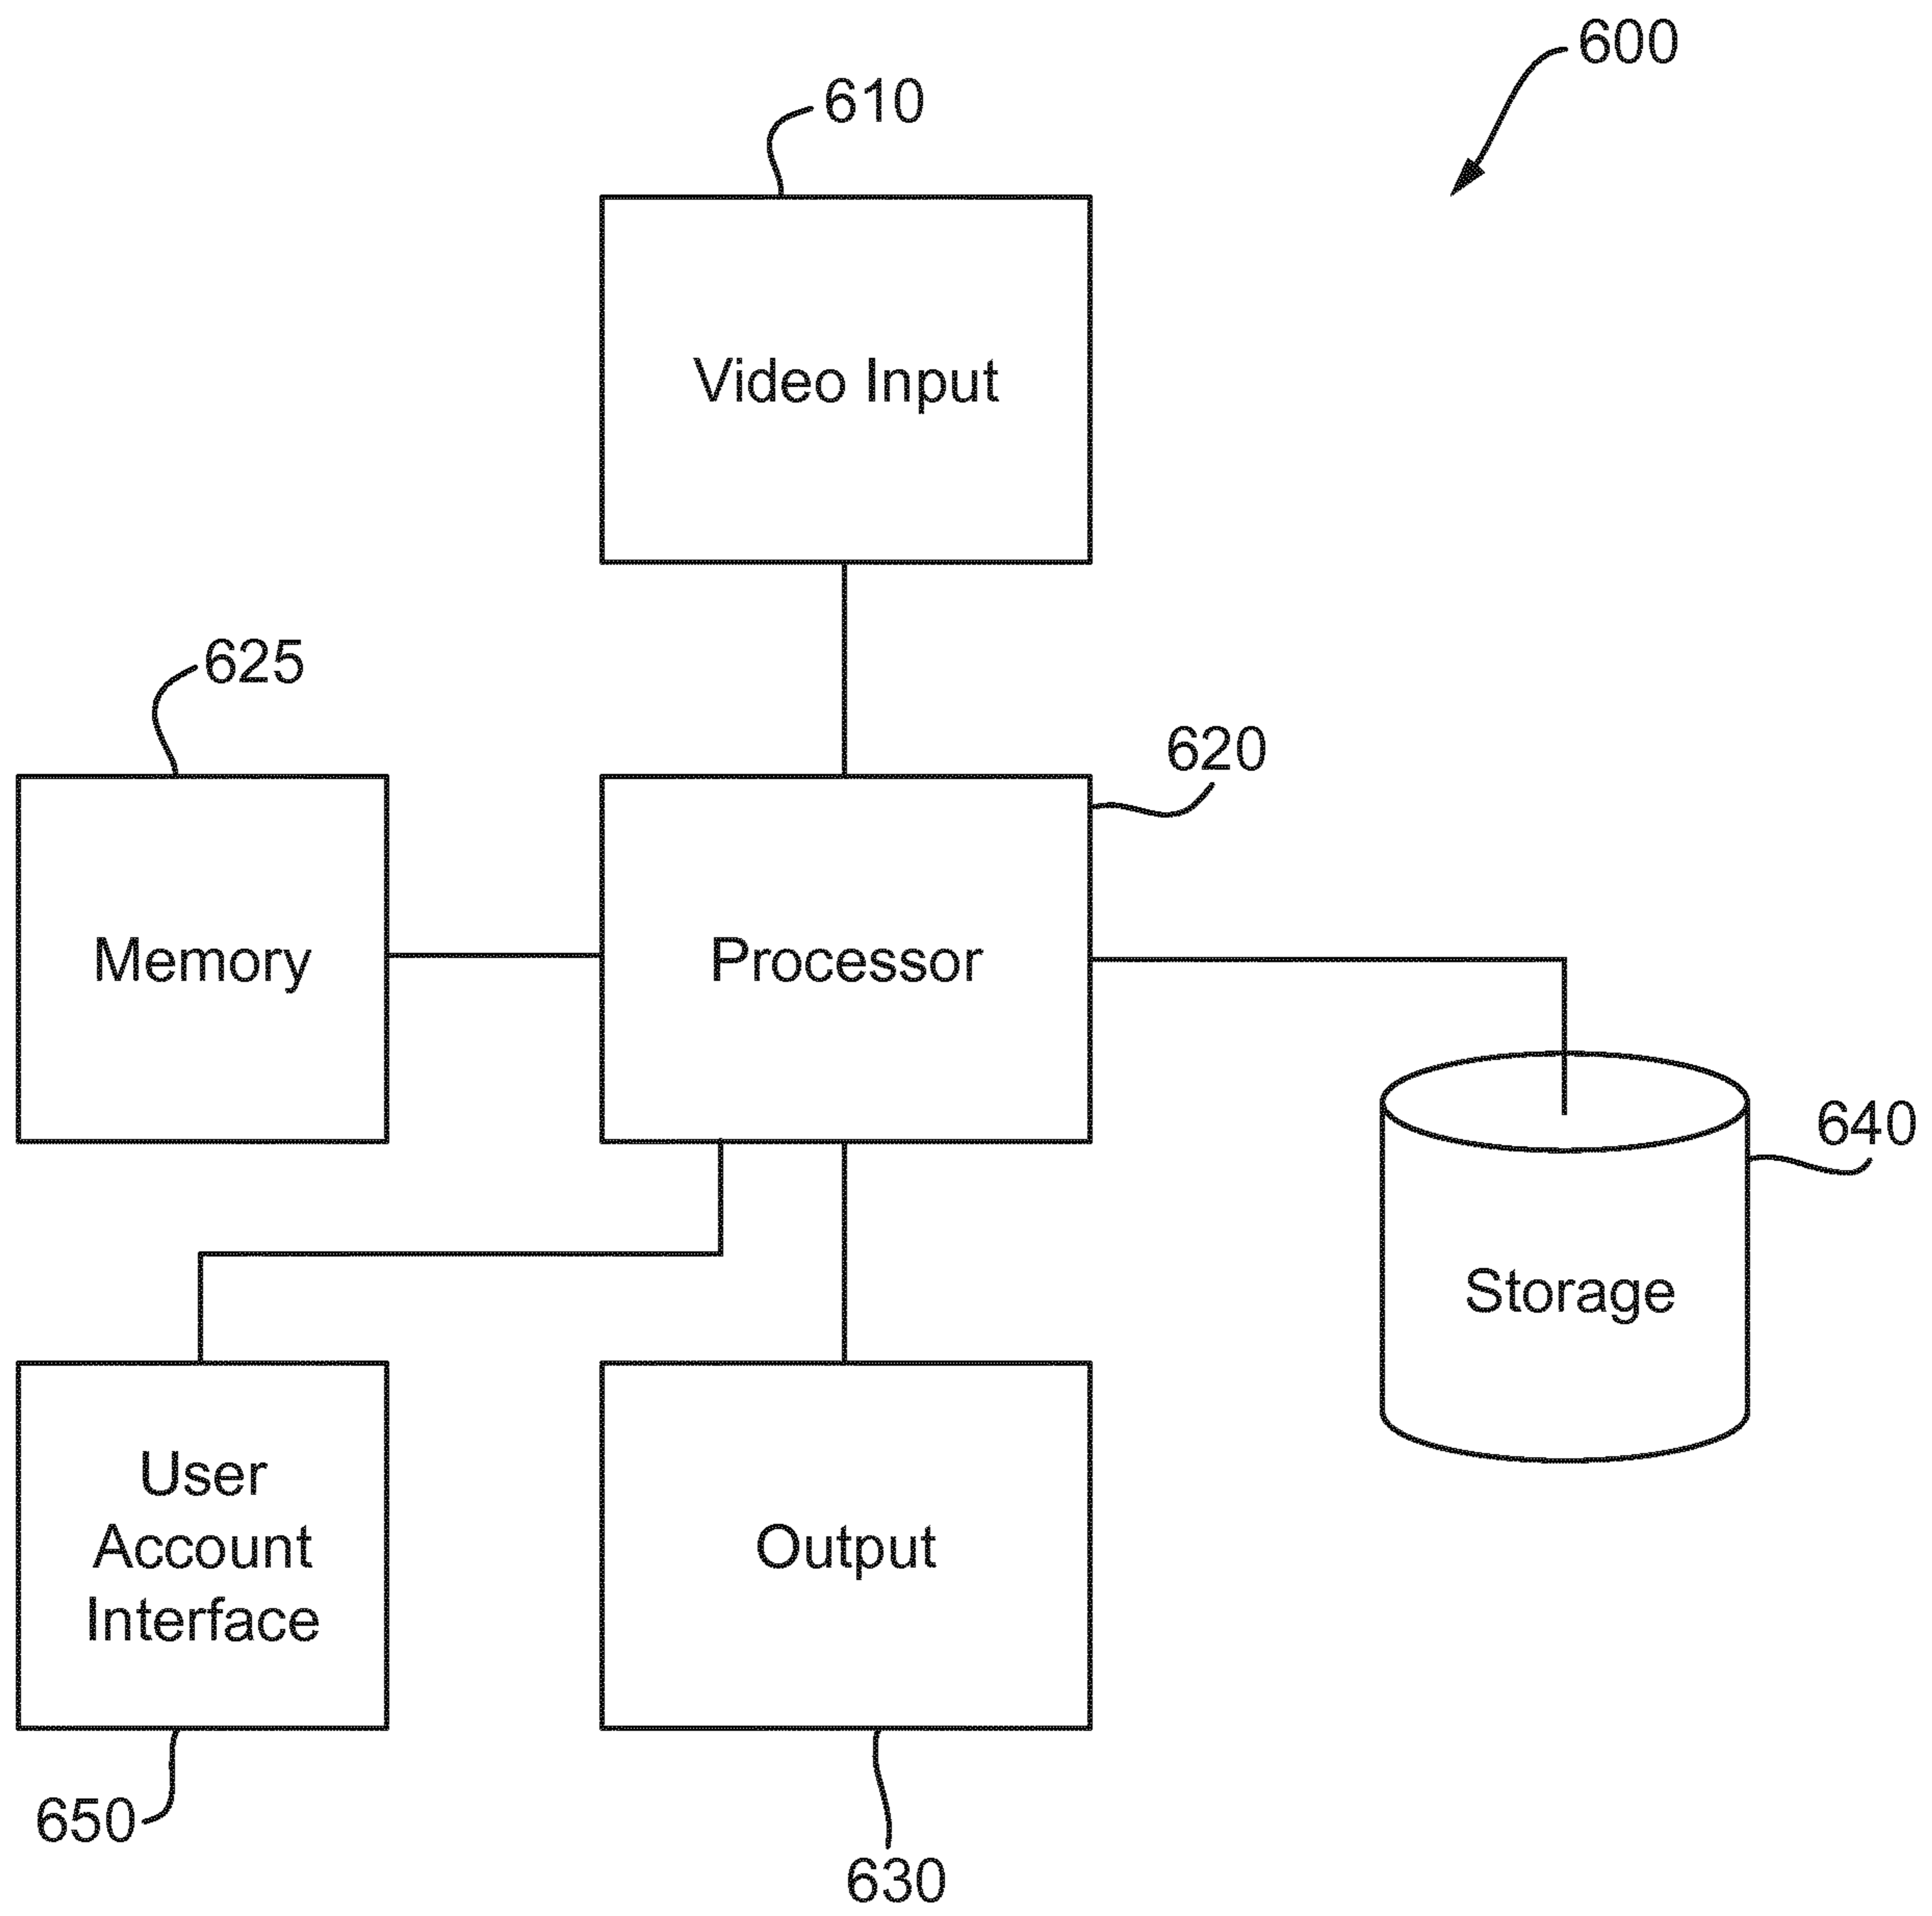 600
610
Video Input
625
620
Memory
Processor
640
Storage
User
Account
Interface
Output
650
630